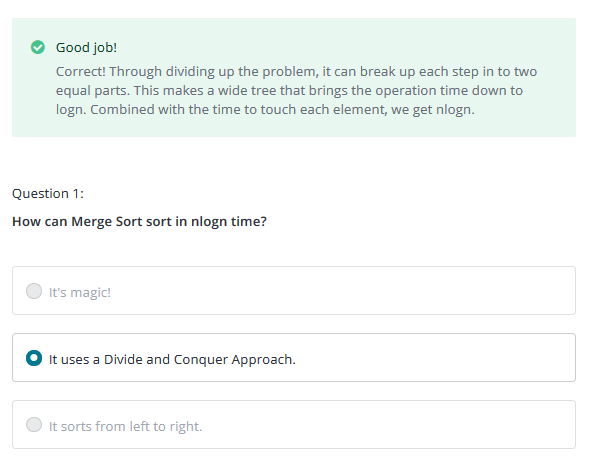 Good job!
Correct! Through dividing up the problem, it can break up each step in to two
equal parts. This makes a wide tree that brings the operation time down to
logn. Combined with the time to touch each element, we get nlogn.
Question 1:
How can Merge Sort sort in nlogn time?
It's magic!
It uses a Divide and Conquer Approach.
It sorts from left to right.